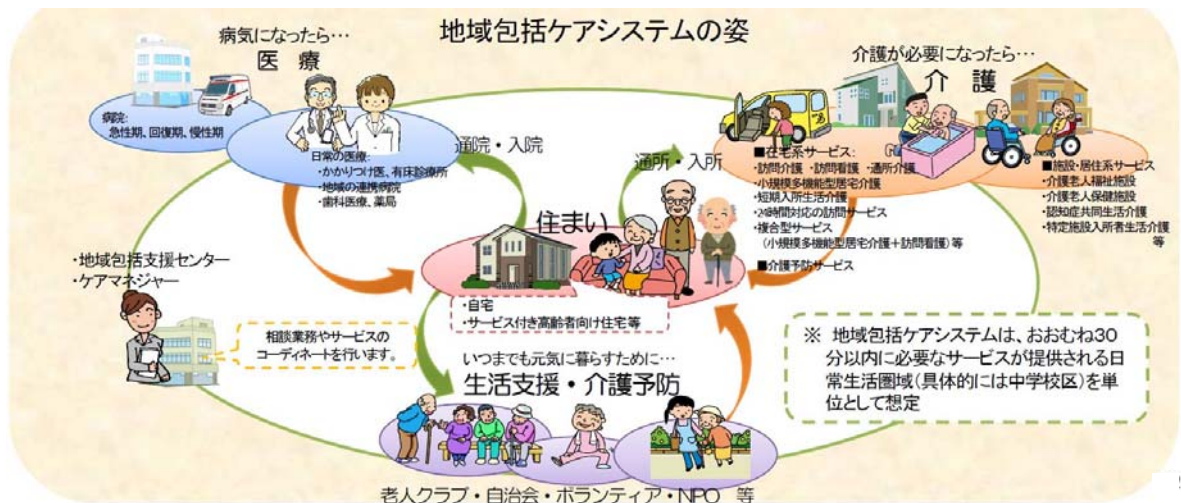 地域包括ケアシステムの姿
病気になったら…
医 療
病院:
急性期、回復期、慢性期
日常の医療:
・かかりつけ医、有床診療所
・地域の連携病院
・歯科医療、薬局
通院・入院
通所・入所
介護が必要になったら…
介 護
■在宅系サービス:
・訪問介護 ・訪問看護 ・通所介護
・小規模多機能型居宅介護
・短期入所生活介護
・24時間対応の訪問サービス
・複合型サービス
(小規模多機能型居宅介護+訪問看護)等
■介護予防サービス
■施設・居住系サービス
・介護老人福祉施設
・介護老人保健施設
・認知症共同生活介護
・特定施設入所者生活介護
等
住まい
・自宅
・サービス付き高齢者向け住宅等
・地域包括支援センター
・ケアマネジャー
相談業務やサービスの
コーディネートを行います。
いつまでも元気に暮らすために…
生活支援・介護予防
老人クラブ・自治会・ボランティア・NPO 等
※ 地域包括ケアシステムは、おおむね30
分以内に必要なサービスが提供される日
常生活圏域(具体的には中学校区)を単
位として想定